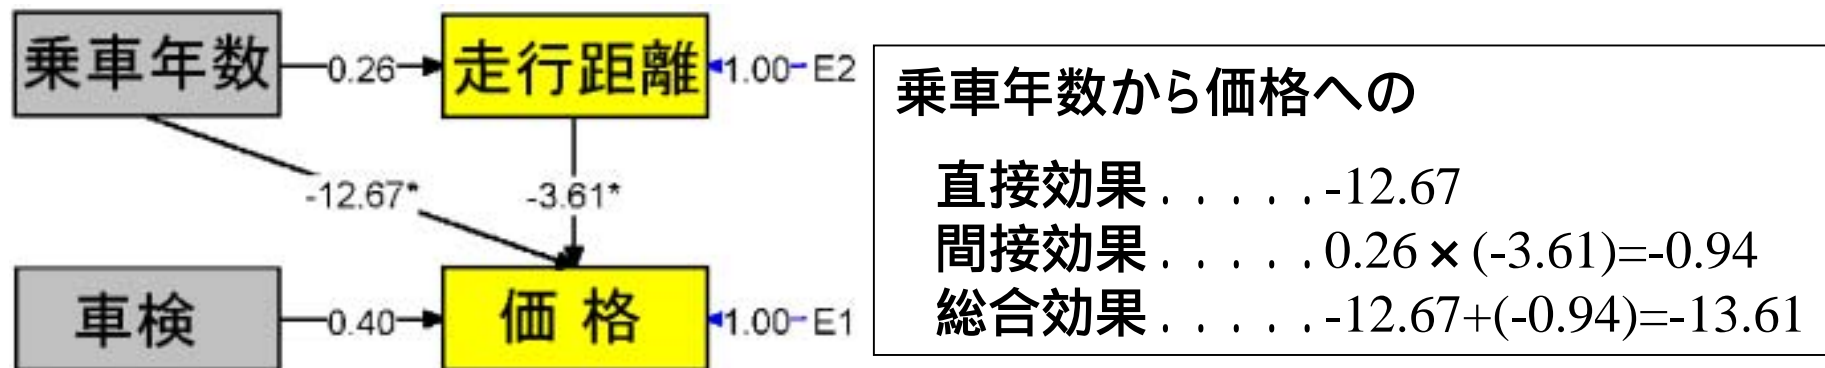 乗車年数
0.26
走行距離
1.00
E2
-12.67*
-3.61*
車検
0.40
価 格
1.00
E1
乗車年数から価格への
直接効果 . . . . . -12.67
間接効果 . . . . . 0.26 × (-3.61)=-0.94
総合効果 . . . . . -12.67+(-0.94)=-13.61